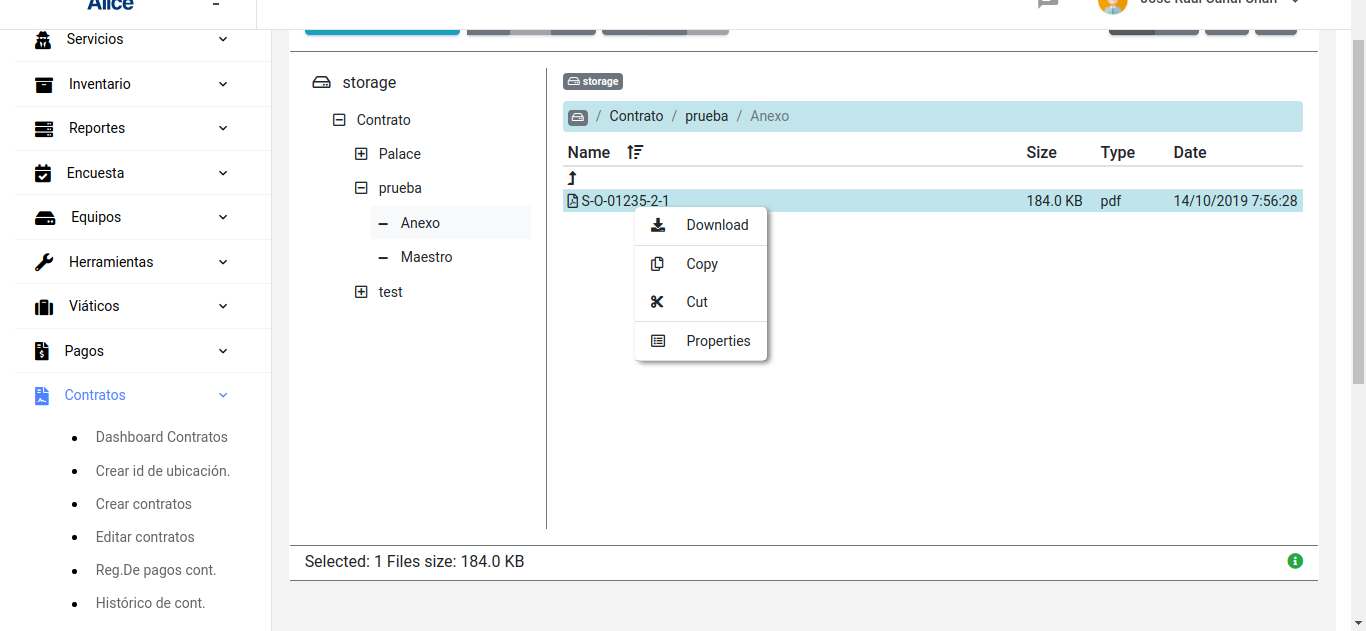 Alice
Servicios
Inventario
Reportes
Encuesta
Equipos
Herramientas
Viáticos
Pagos
Contratos
Dashboard Contratos
Crear id de ubicación.
Crear contratos
Editar contratos
Reg.De pagos cont.
Histórico de cont.
storage
Contrato
Palace
prueba
Anexo
Maestro
test
storage
/ Contrato / prueba / Anexo
Name Size Type Date
S-O-01235-2-1 184.0 KB pdf 14/10/2019 7:56:28
Download
Copy
Cut
Properties
Selected: 1 Files size: 184.0 KB